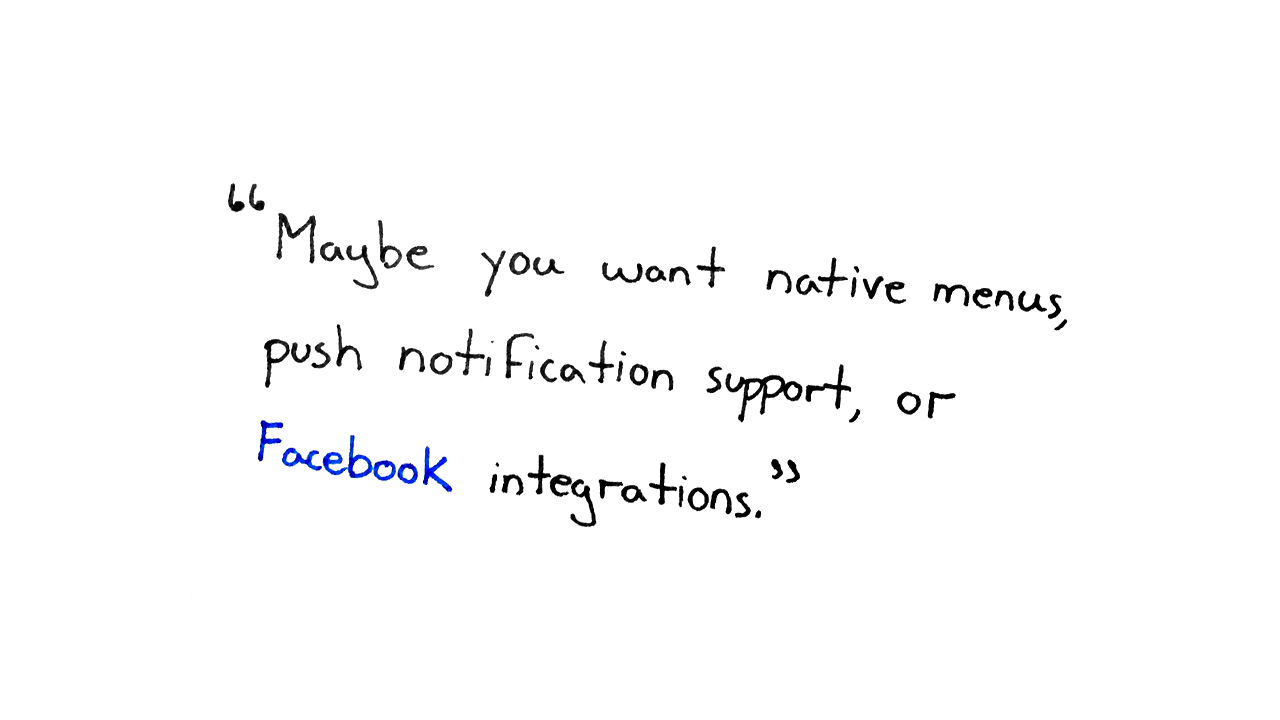 “Maybe you want native menus,
push notification support, or
Facebook integrations.”